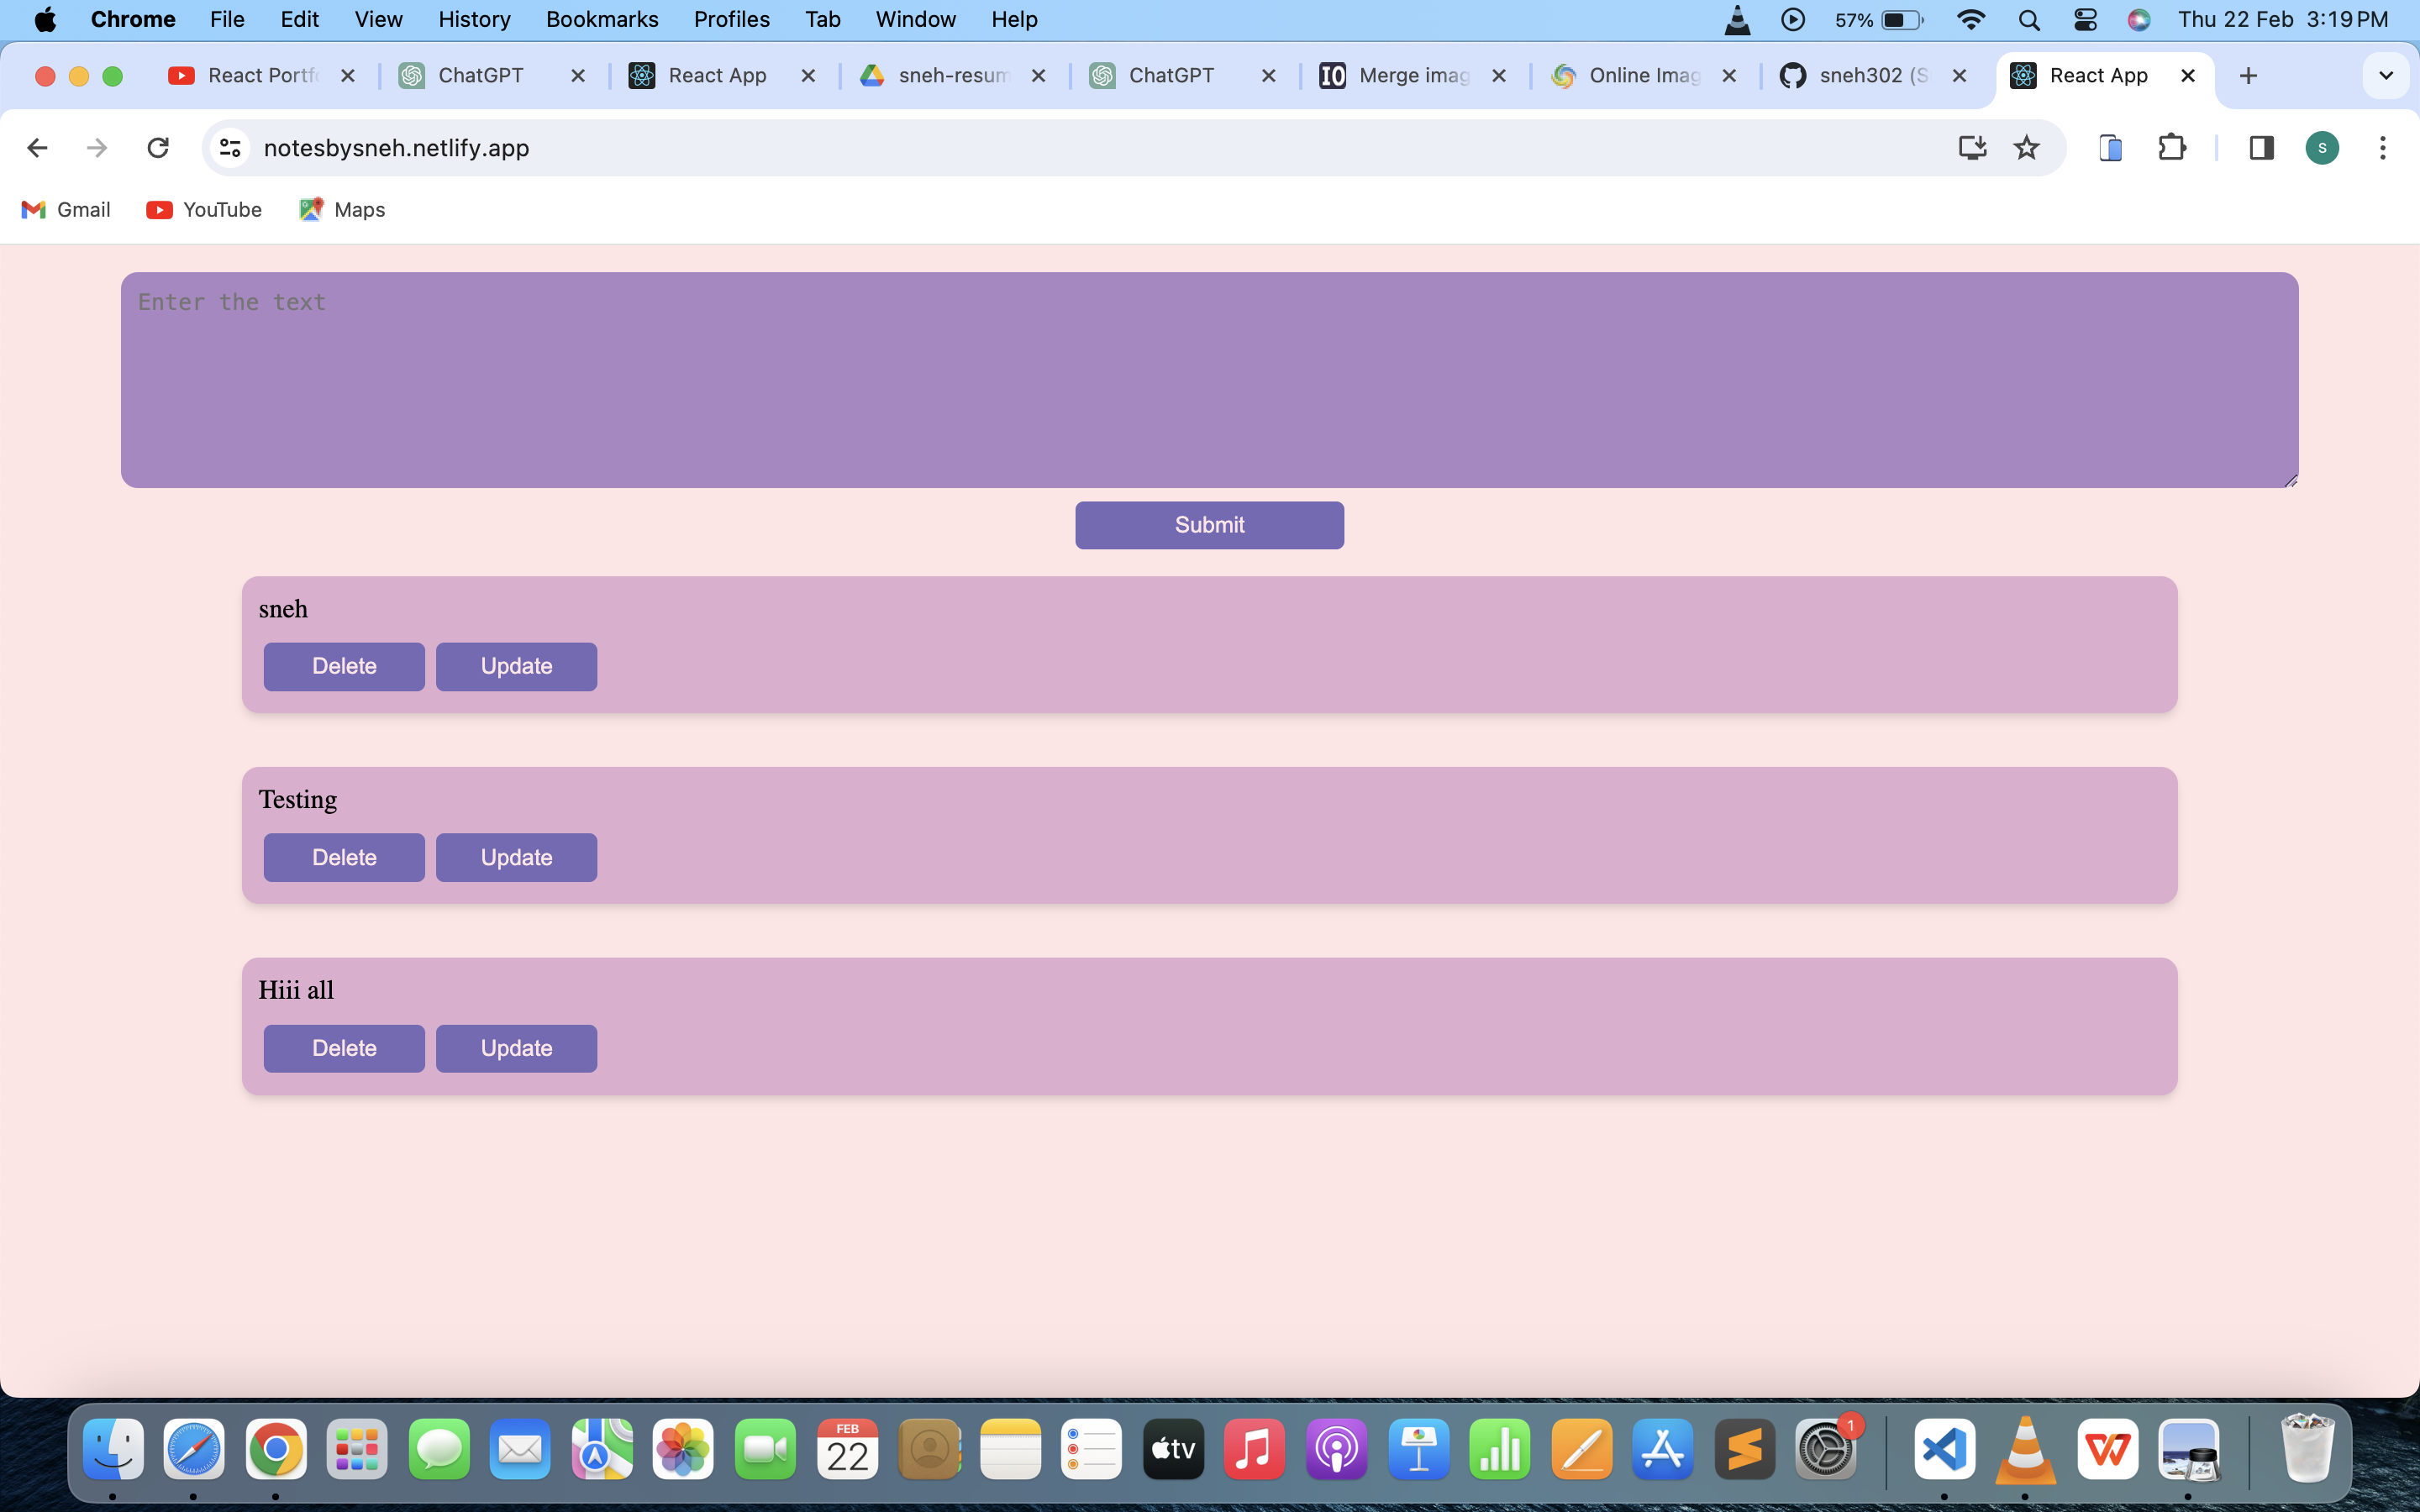 Chrome File Edit View History Bookmarks Profiles Tab Window Help 57% Thu 22 Feb 3:19 PM
React Portfo ChatGPT React App sneh-resum ChatGPT IO Merge imag Online Imag sneh302 (S React App
notesbysneh.netlify.app S
Gmail YouTube Maps
Enter the text
Submit
sneh
Delete Update
Testing
Delete Update
Hiii all
Delete Update
FEB
22 tv 1